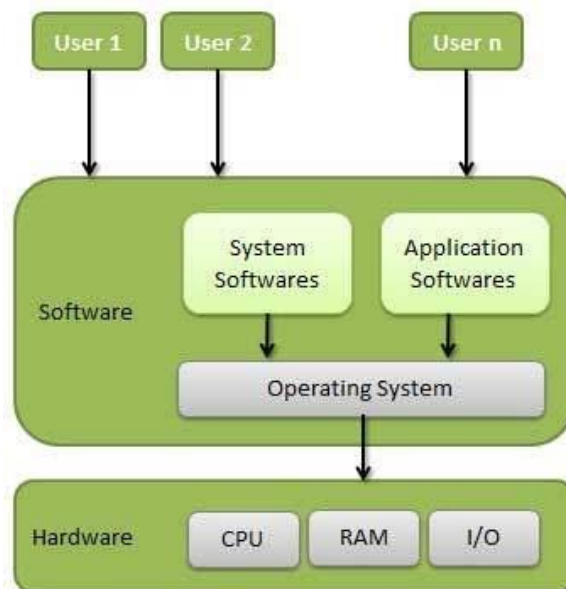 User 1
User 2
User n
System
Softwares
Application
Softwares
Software
Operating System
Hardware
CPU
RAM
I/O